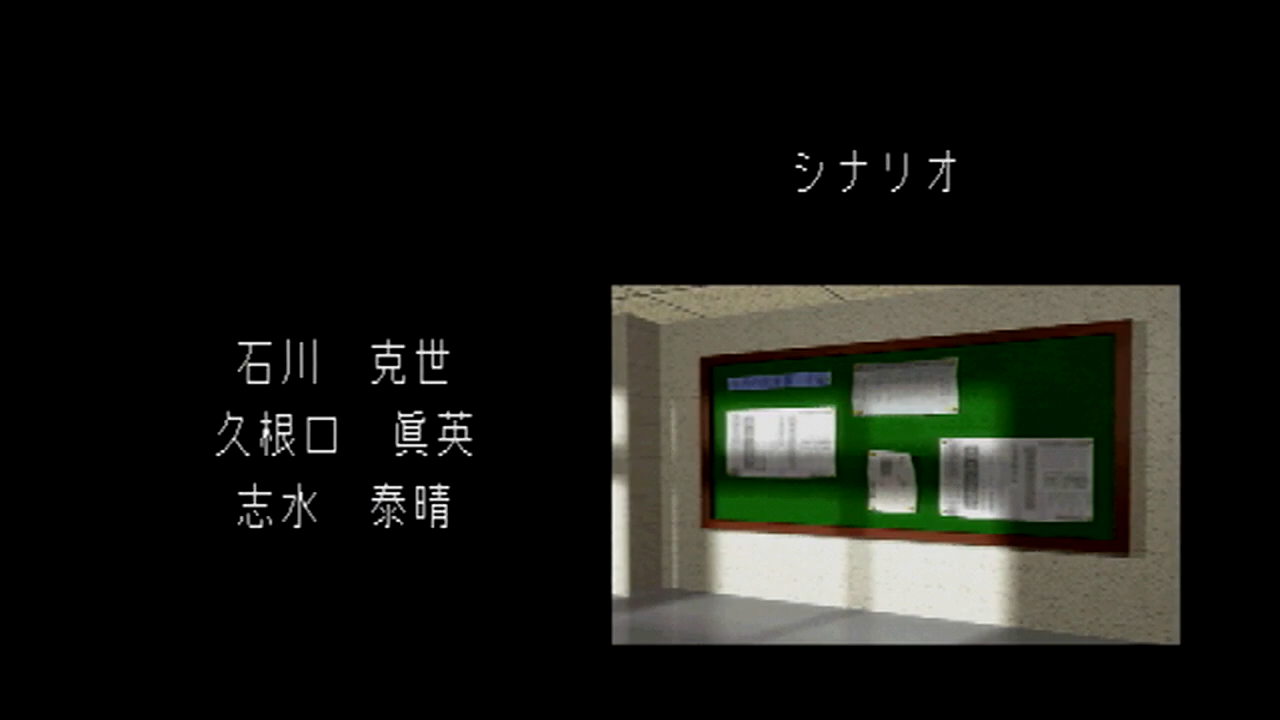 シナリオ
石川　克世
久根口　眞英
志水　泰晴